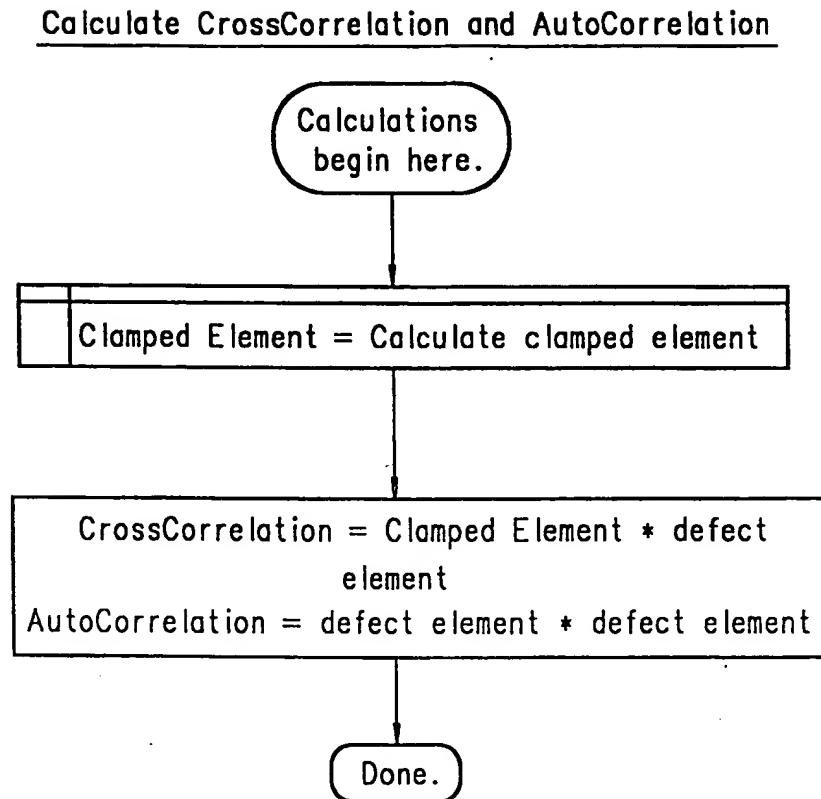 Calculate CrossCorrelation and AutoCorrelation
Calculations
begin here.
Clamped Element = Calculate clamped element
CrossCorrelation = Clamped Element * defect
element
AutoCorrelation = defect element * defect element
Done.